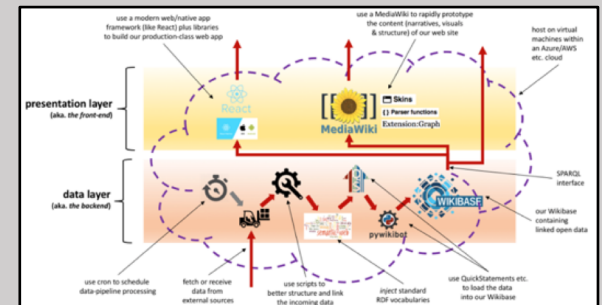 use a modern web/native app
framework (like React) plus libraries
to build our production-class web app
use a MediaWiki to rapidly prototype
the content (narratives, visuals
& structure) of our web site
host on virtual
machines within
an Azure/AWS
etc. cloud
presentation layer
(aka. the front-end)
React
MediaWiki
Skins
Parser functions
Extension:Graph
SPARQL
interface
data layer
(aka. the backend)
WIKIBASE
our Wikibase
containing
linked open data
pywikibot
use cron to schedule
data-pipeline processing
fetch or receive
data from
external sources
use scripts to
better structure and link
the incoming data
inject standard
RDF vocabularies
use QuickStatements etc.
to load the data
into our Wikibase